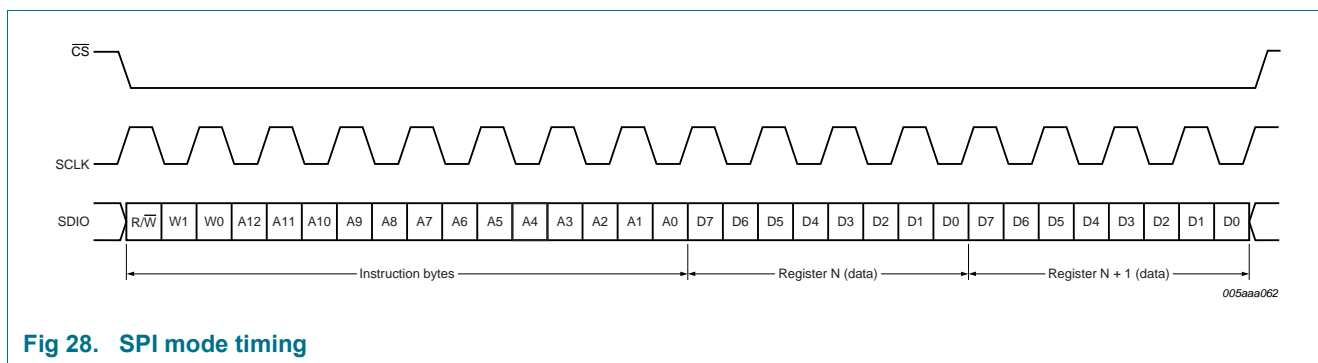 CS
SCLK
SDIO R/W W1 W0 A12 A11 A10 A9 A8 A7 A6 A5 A4 A3 A2 A1 A0 D7 D6 D5 D4 D3 D2 D1 D0 D7 D6 D5 D4 D3 D2 D1 D0
Instruction bytes Register N (data) Register N + 1 (data)
005aaa062
Fig 28. SPI mode timing